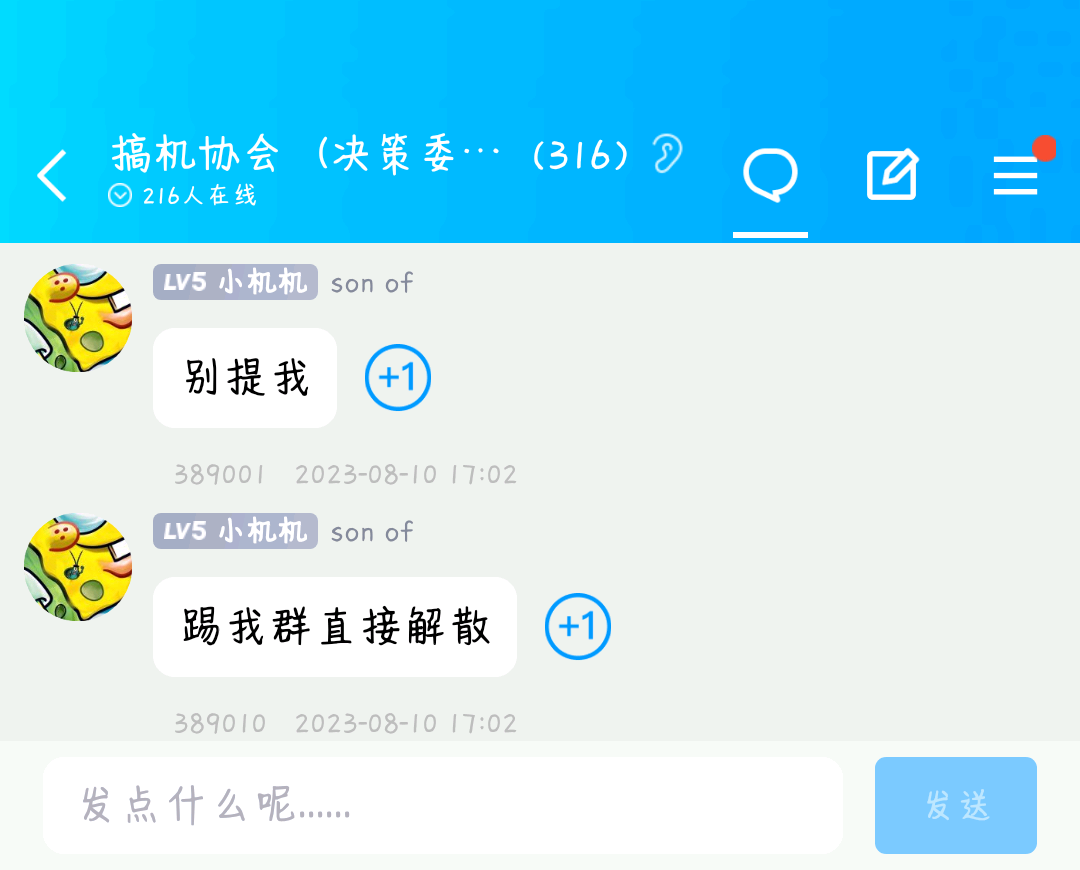 搞机协会 (决策委… (316)
216人在线
LV5 小机机 son of
别提我
+1
389001 2023-08-10 17:02
LV5 小机机 son of
踢我群直接解散
+1
389010 2023-08-10 17:02
发点什么呢......
发送